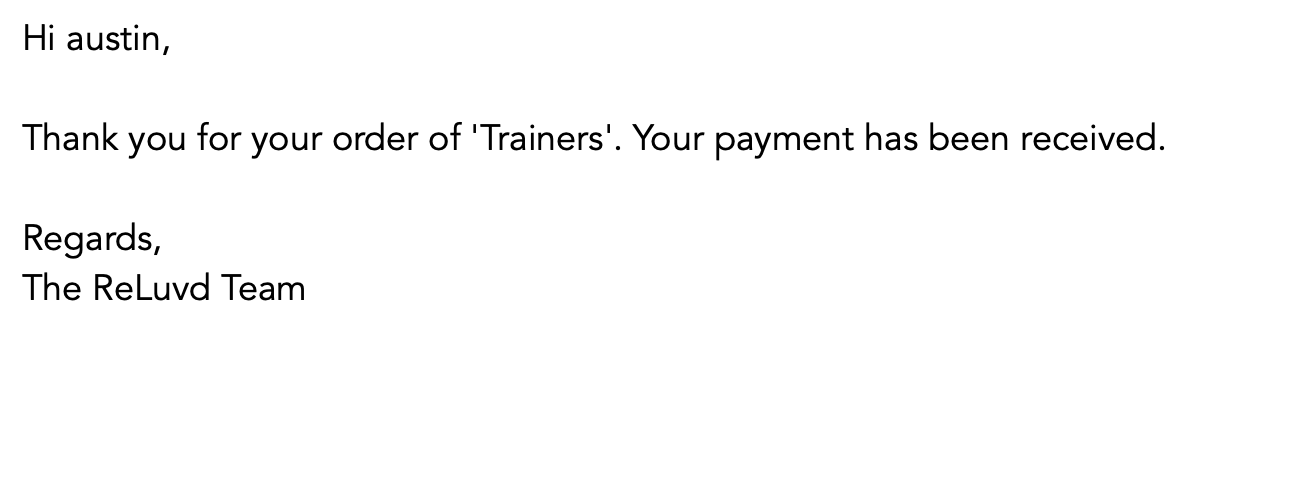 Hi austin,
Thank you for your order of 'Trainers'. Your payment has been received.
Regards,
The ReLuvd Team